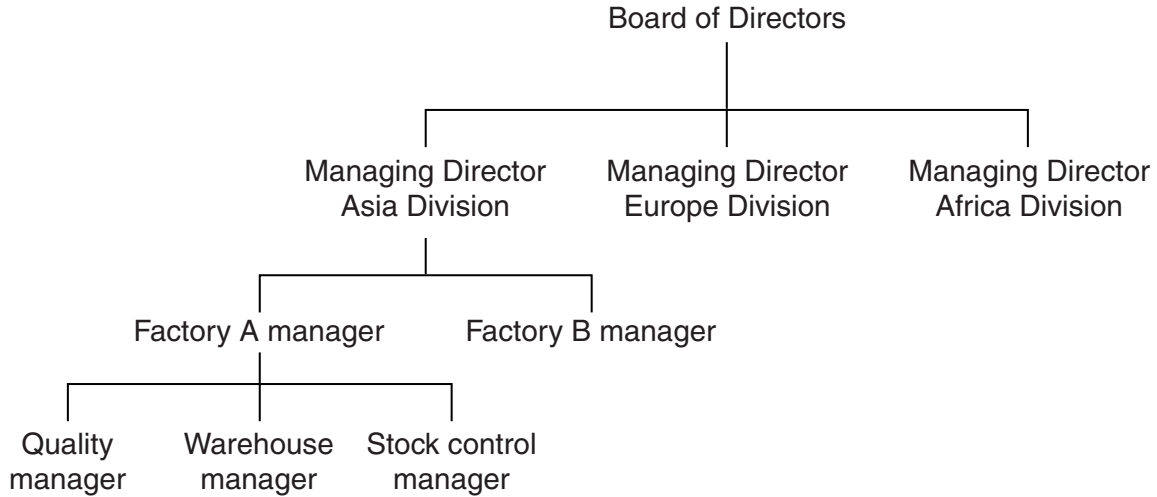 Board of Directors
Managing Director
Asia Division
Managing Director
Europe Division
Managing Director
Africa Division
Factory A manager
Factory B manager
Quality
manager
Warehouse
manager
Stock control
manager